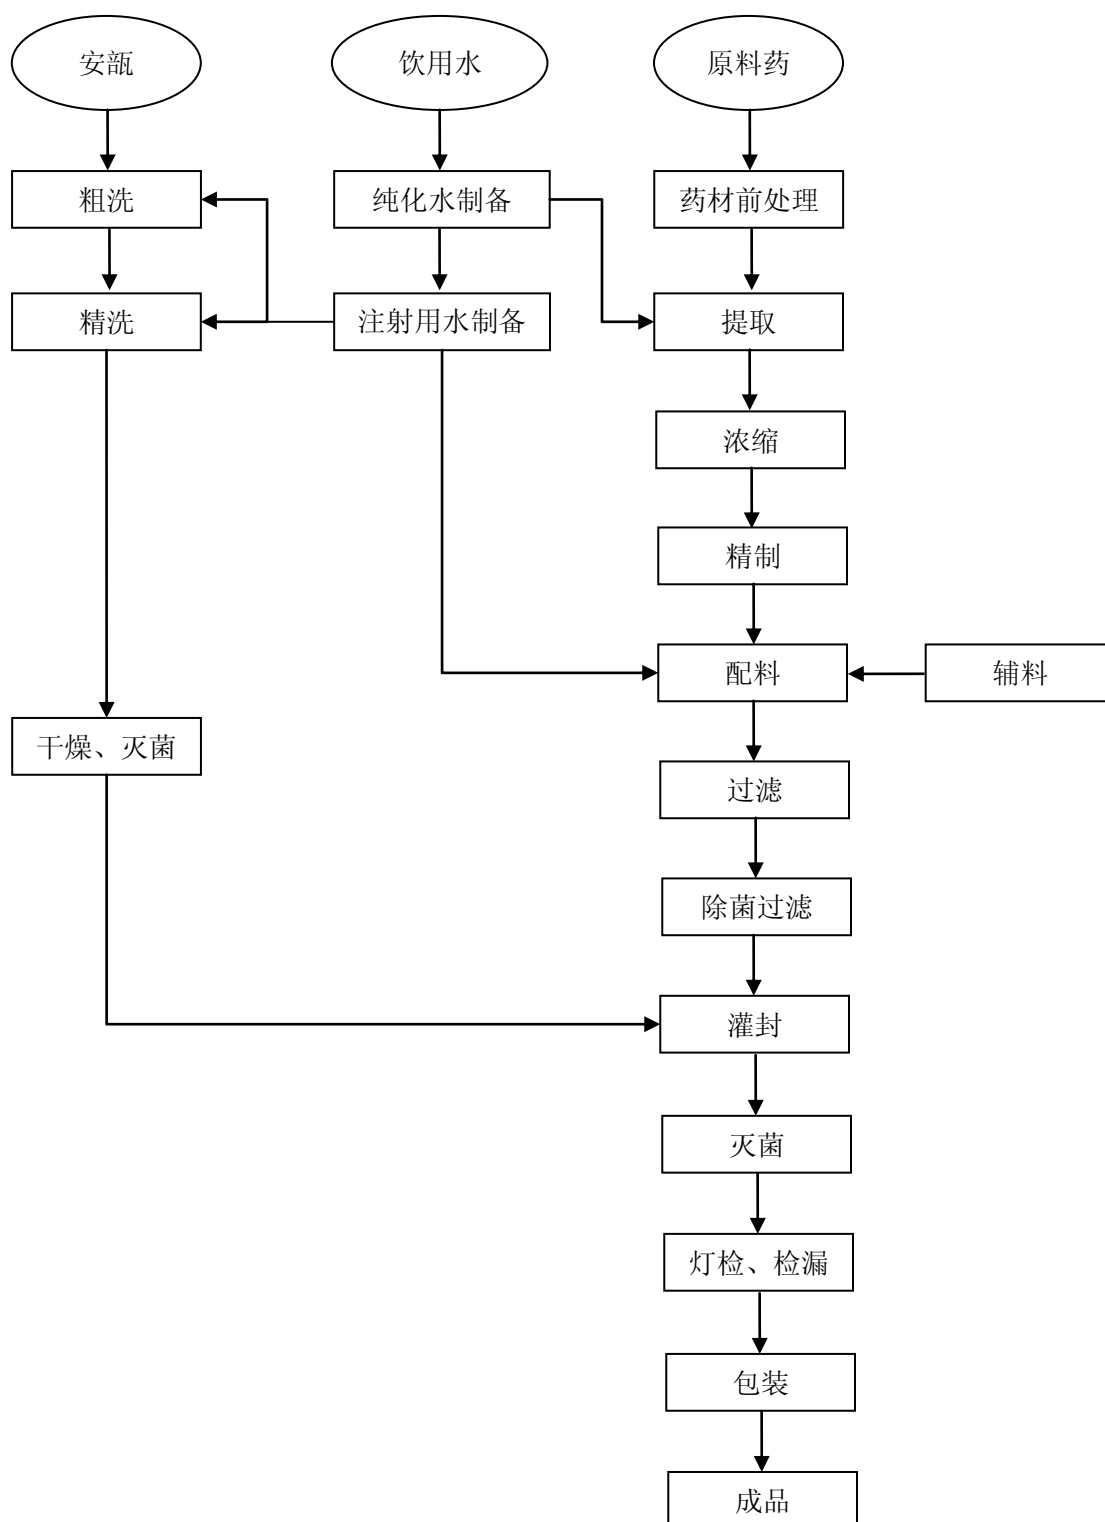 安瓿
饮用水
原料药
粗洗
纯化水制备
药材前处理
精洗
注射用水制备
提取
浓缩
精制
配料
辅料
干燥、灭菌
过滤
除菌过滤
灌封
灭菌
灯检、检漏
包装
成品